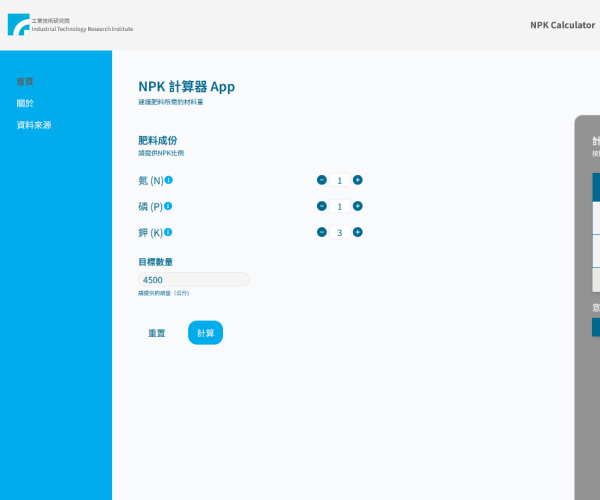 工業技術研究院
Industrial Technology Research Institute
NPK Calculator
首頁
關於
資料來源
NPK 計算器 App
建議肥料所需的材料量
肥料成份
請提供NPK比例
氮 (N)
1
磷 (P)
1
鉀 (K)
3
目標數量
4500
請提供的總量（公斤）
重置
計算